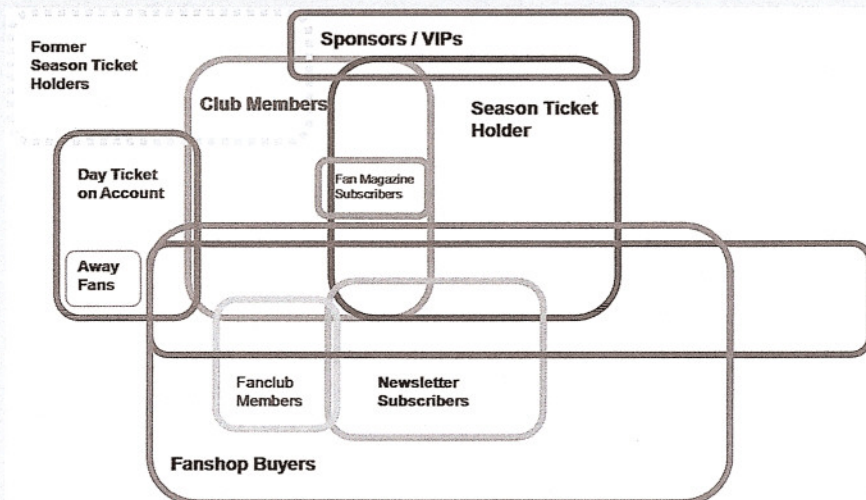 Former
Season Ticket
Holders
Sponsors / VIPs
Club Members
Season Ticket
Holder
Day Ticket
on Account
Fan Magazine
Subscribers
Away
Fans
Fanclub
Members
Newsletter
Subscribers
Fanshop Buyers